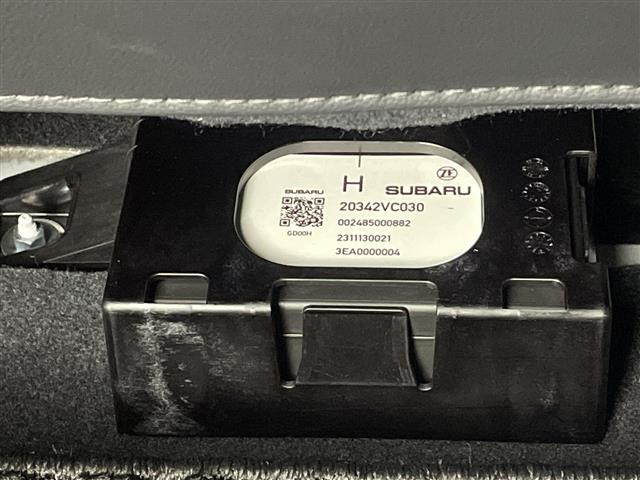 ZF
H SUBARU
SUBARU
20342VC030
002485000882
GD00H
2311130021
3EA0000004